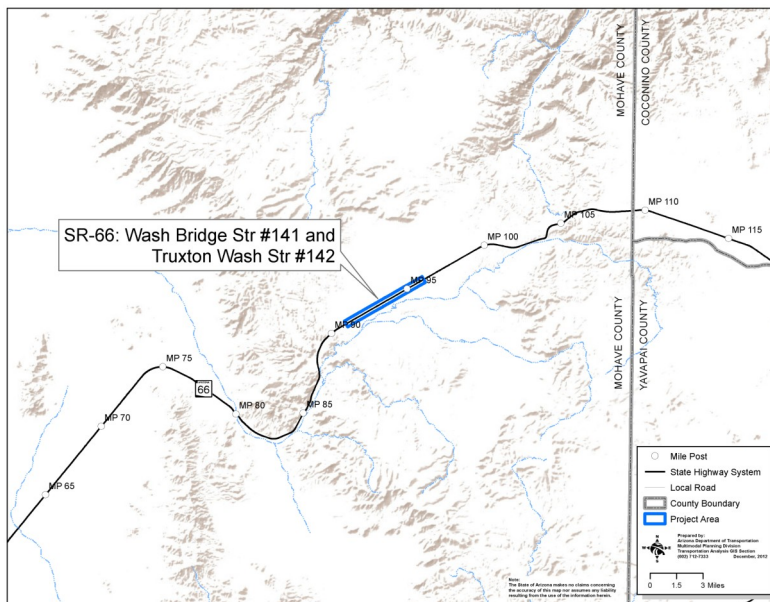 MOHAVE COUNTY
COCONINO COUNTY
MP 110
MP 105
MP 115
MP 100
SR-66: Wash Bridge Str #141 and
Truxton Wash Str #142
MP 95
MP 90
MOHAVE COUNTY
YAVAPAI COUNTY
MP 75
66
MP 80
MP 85
MP 70
MP 65
Mile Post
State Highway System
Local Road
County Boundary
Project Area
Prepared by:
Arizona Department of Transportation
Multimodal Planning Division
Transportation Analysis GIS Section
(602) 712-7333 December, 2012
N
W E
S
0 1.5 3 Miles
Note:
The State of Arizona makes no claims concerning
the accuracy of this map nor assumes any liability
resulting from the use of the information herein.